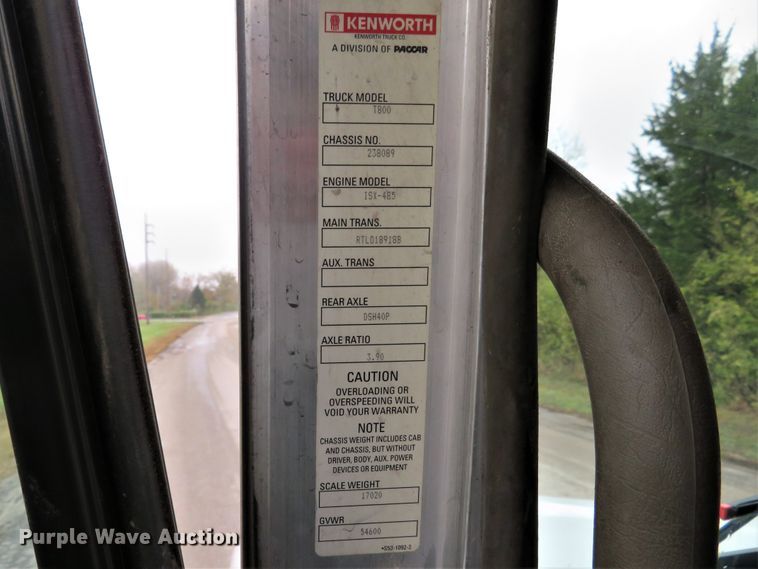 KENWORTH
KENWORTH TRUCK CO.
A DIVISION OF PACCAR
TRUCK MODEL
T800
CHASSIS NO.
238089
ENGINE MODEL
ISX-485
MAIN TRANS.
RTLO18918B
AUX. TRANS
REAR AXLE
DSH40P
AXLE RATIO
3.90
CAUTION
OVERLOADING OR
OVERSPEEDING WILL
VOID YOUR WARRANTY
NOTE
CHASSIS WEIGHT INCLUDES CAB
AND CHASSIS, BUT WITHOUT
DRIVER, BODY, AUX. POWER
DEVICES OR EQUIPMENT
SCALE WEIGHT
17020
GVWR
54600
Purple Wave Auction